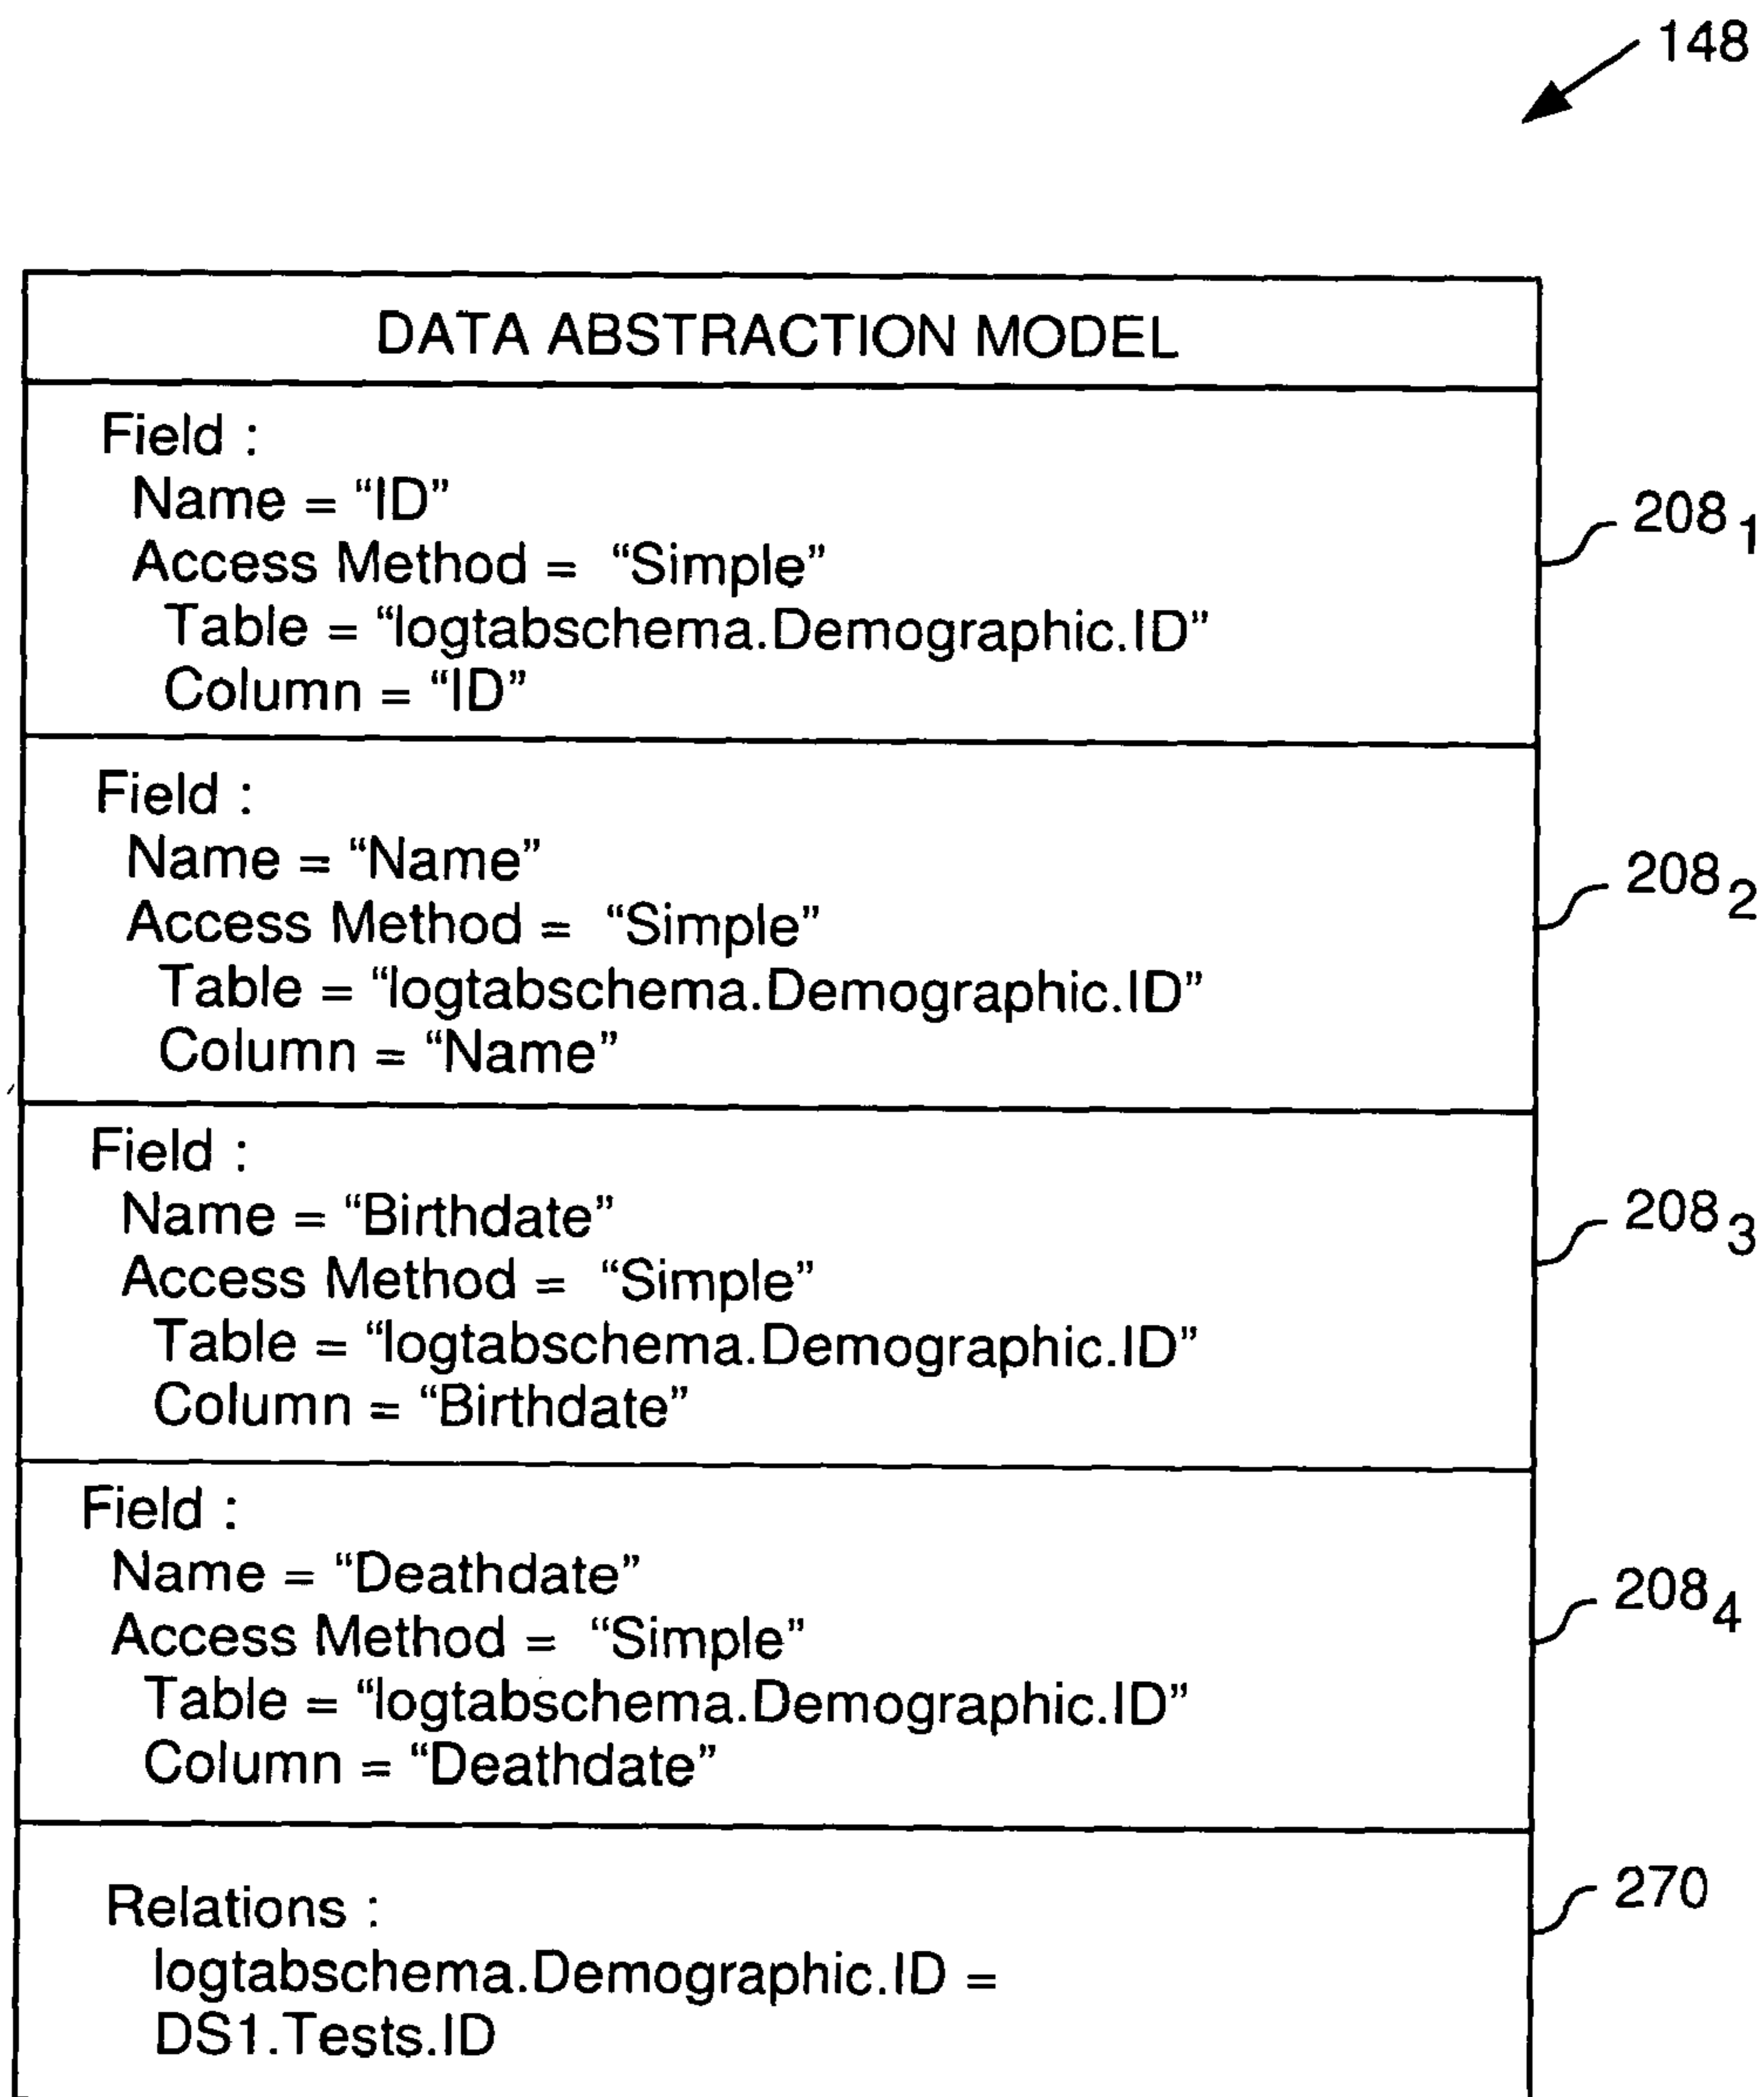 148
DATA ABSTRACTION MODEL
Field :
Name = “ID”
Access Method = “Simple”
Table = “logtabschema.Demographic.ID”
Column = “ID”
208 1
Field :
Name = “Name”
Access Method = “Simple”
Table = “logtabschema.Demographic.ID”
Column = “Name”
208 2
Field :
Name = “Birthdate”
Access Method = “Simple”
Table = “logtabschema.Demographic.ID”
Column = “Birthdate”
208 3
Field :
Name = “Deathdate”
Access Method = “Simple”
Table = “logtabschema.Demographic.ID”
Column = “Deathdate”
208 4
Relations :
logtabschema.Demographic.ID =
DS1.Tests.ID
270